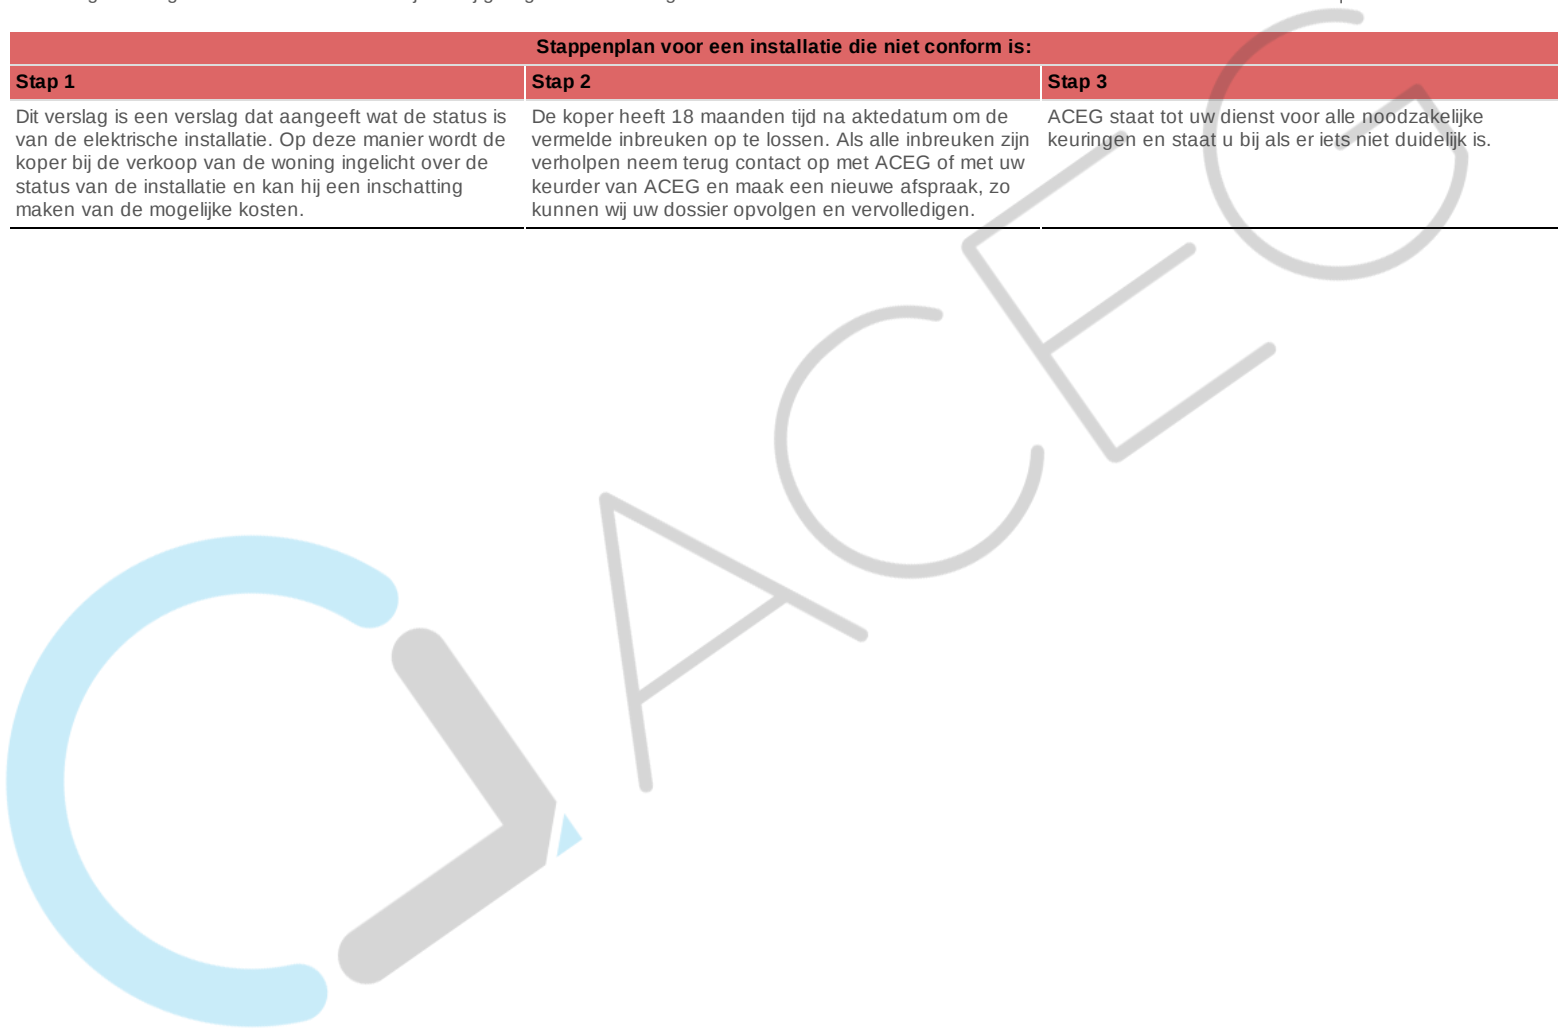 Stappenplan voor een installatie die niet conform is:
Stap 1
Stap 2
Stap 3
Dit verslag is een verslag dat aangeeft wat de status is
van de elektrische installatie. Op deze manier wordt de
koper bij de verkoop van de woning ingelicht over de
status van de installatie en kan hij een inschatting
maken van de mogelijke kosten.
De koper heeft 18 maanden tijd na aktedatum om de
vermelde inbreuken op te lossen. Als alle inbreuken zijn
verholpen neem terug contact op met ACEG of met uw
keurder van ACEG en maak een nieuwe afspraak, zo
kunnen wij uw dossier opvolgen en vervolledigen.
ACEG staat tot uw dienst voor alle noodzakelijke
keuringen en staat u bij als er iets niet duidelijk is.
ACEG